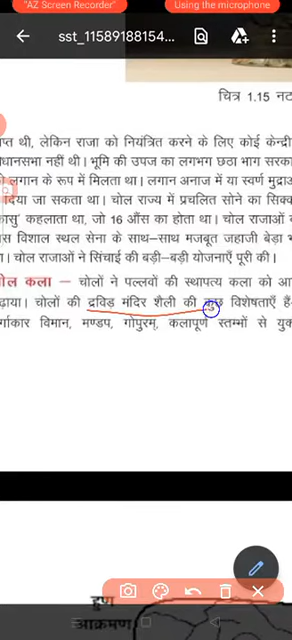 "AZ Screen Recorder"
Using the microphone
sst_11589188154...
चित्र 1.15 नट
प्त थी, लेकिन राजा को नियंत्रित करने के लिए कोई केन्द्री
धानसभा नहीं थी। भूमि की उपज का लगभग छठा भाग सरका
लगान के रूप में मिलता था। लगान अनाज में या स्वर्ण मुद्राअ
दिया जा सकता था। चोल राज्य में प्रचलित सोने का सिक्क
कासु' कहलाता था, जो 16 औंस का होता था। चोल राजाओं
स विशाल स्थल सेना के साथ-साथ मजबूत जहाजी बेड़ा भ
। चोल राजाओं ने सिंचाई की बड़ी-बड़ी योजनाएँ पूरी की।
ोल कला – चोलों ने पल्लवों की स्थापत्य कला को आ
ढ़ाया। चोलों की द्रविड़ मंदिर शैली की कुछ विशेषताएँ हैं-
र्गाकार विमान, मण्डप, गोपुरम्, कलापूर्ण स्तम्भों से युक
हूण
आक्रमण